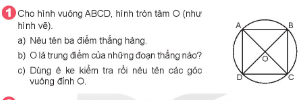 1 Cho hình vuông ABCD, hình tròn tâm O (như
hình vẽ).
a) Nêu tên ba điểm thẳng hàng.
b) O là trung điểm của những đoạn thẳng nào?
c) Dùng ê ke kiểm tra rồi nêu tên các góc
vuông đỉnh O.
A B
O
D C